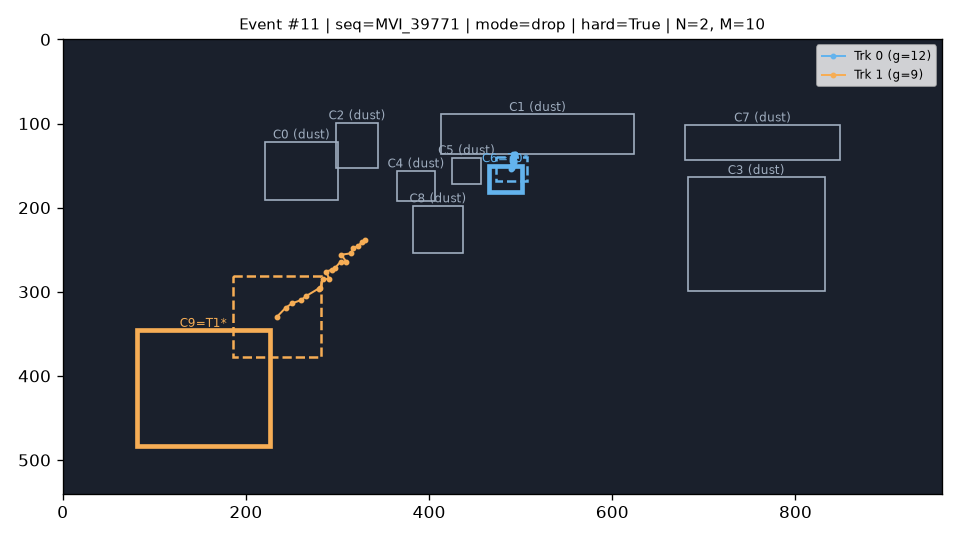 Event #11 | seq=MVI_39771 | mode=drop | hard=True | N=2, M=10
Trk 0 (g=12)
Trk 1 (g=9)
C1 (dust)
C2 (dust)
C7 (dust)
C0 (dust)
C5 (dust)
C4 (dust)
C3 (dust)
C8 (dust)
C9=T1*
0
100
200
300
400
500
0
200
400
600
800